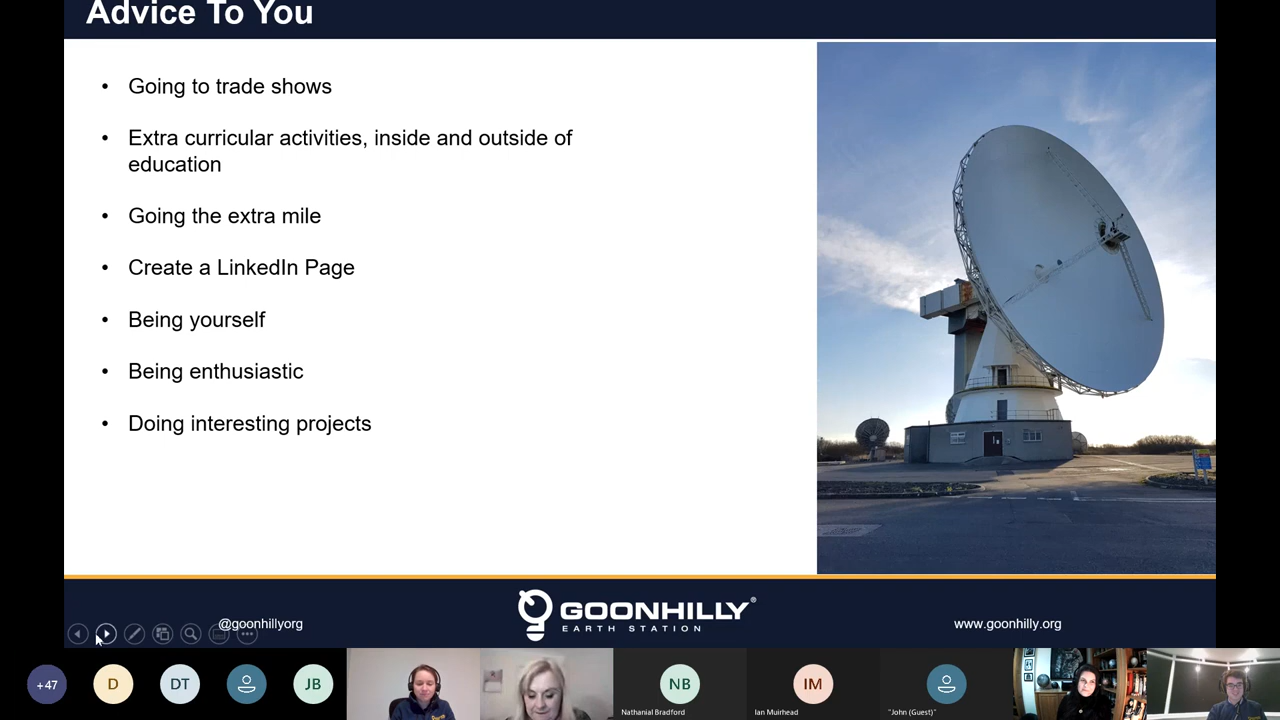 Advice To You
• Going to trade shows
• Extra curricular activities, inside and outside of
education
• Going the extra mile
• Create a LinkedIn Page
• Being yourself
• Being enthusiastic
• Doing interesting projects
@goonhillyorg
GOONHILLY®
EARTH STATION
www.goonhilly.org
+47
D
DT
JB
NB
Nathanial Bradford
IM
Ian Muirhead
"John (Guest)"